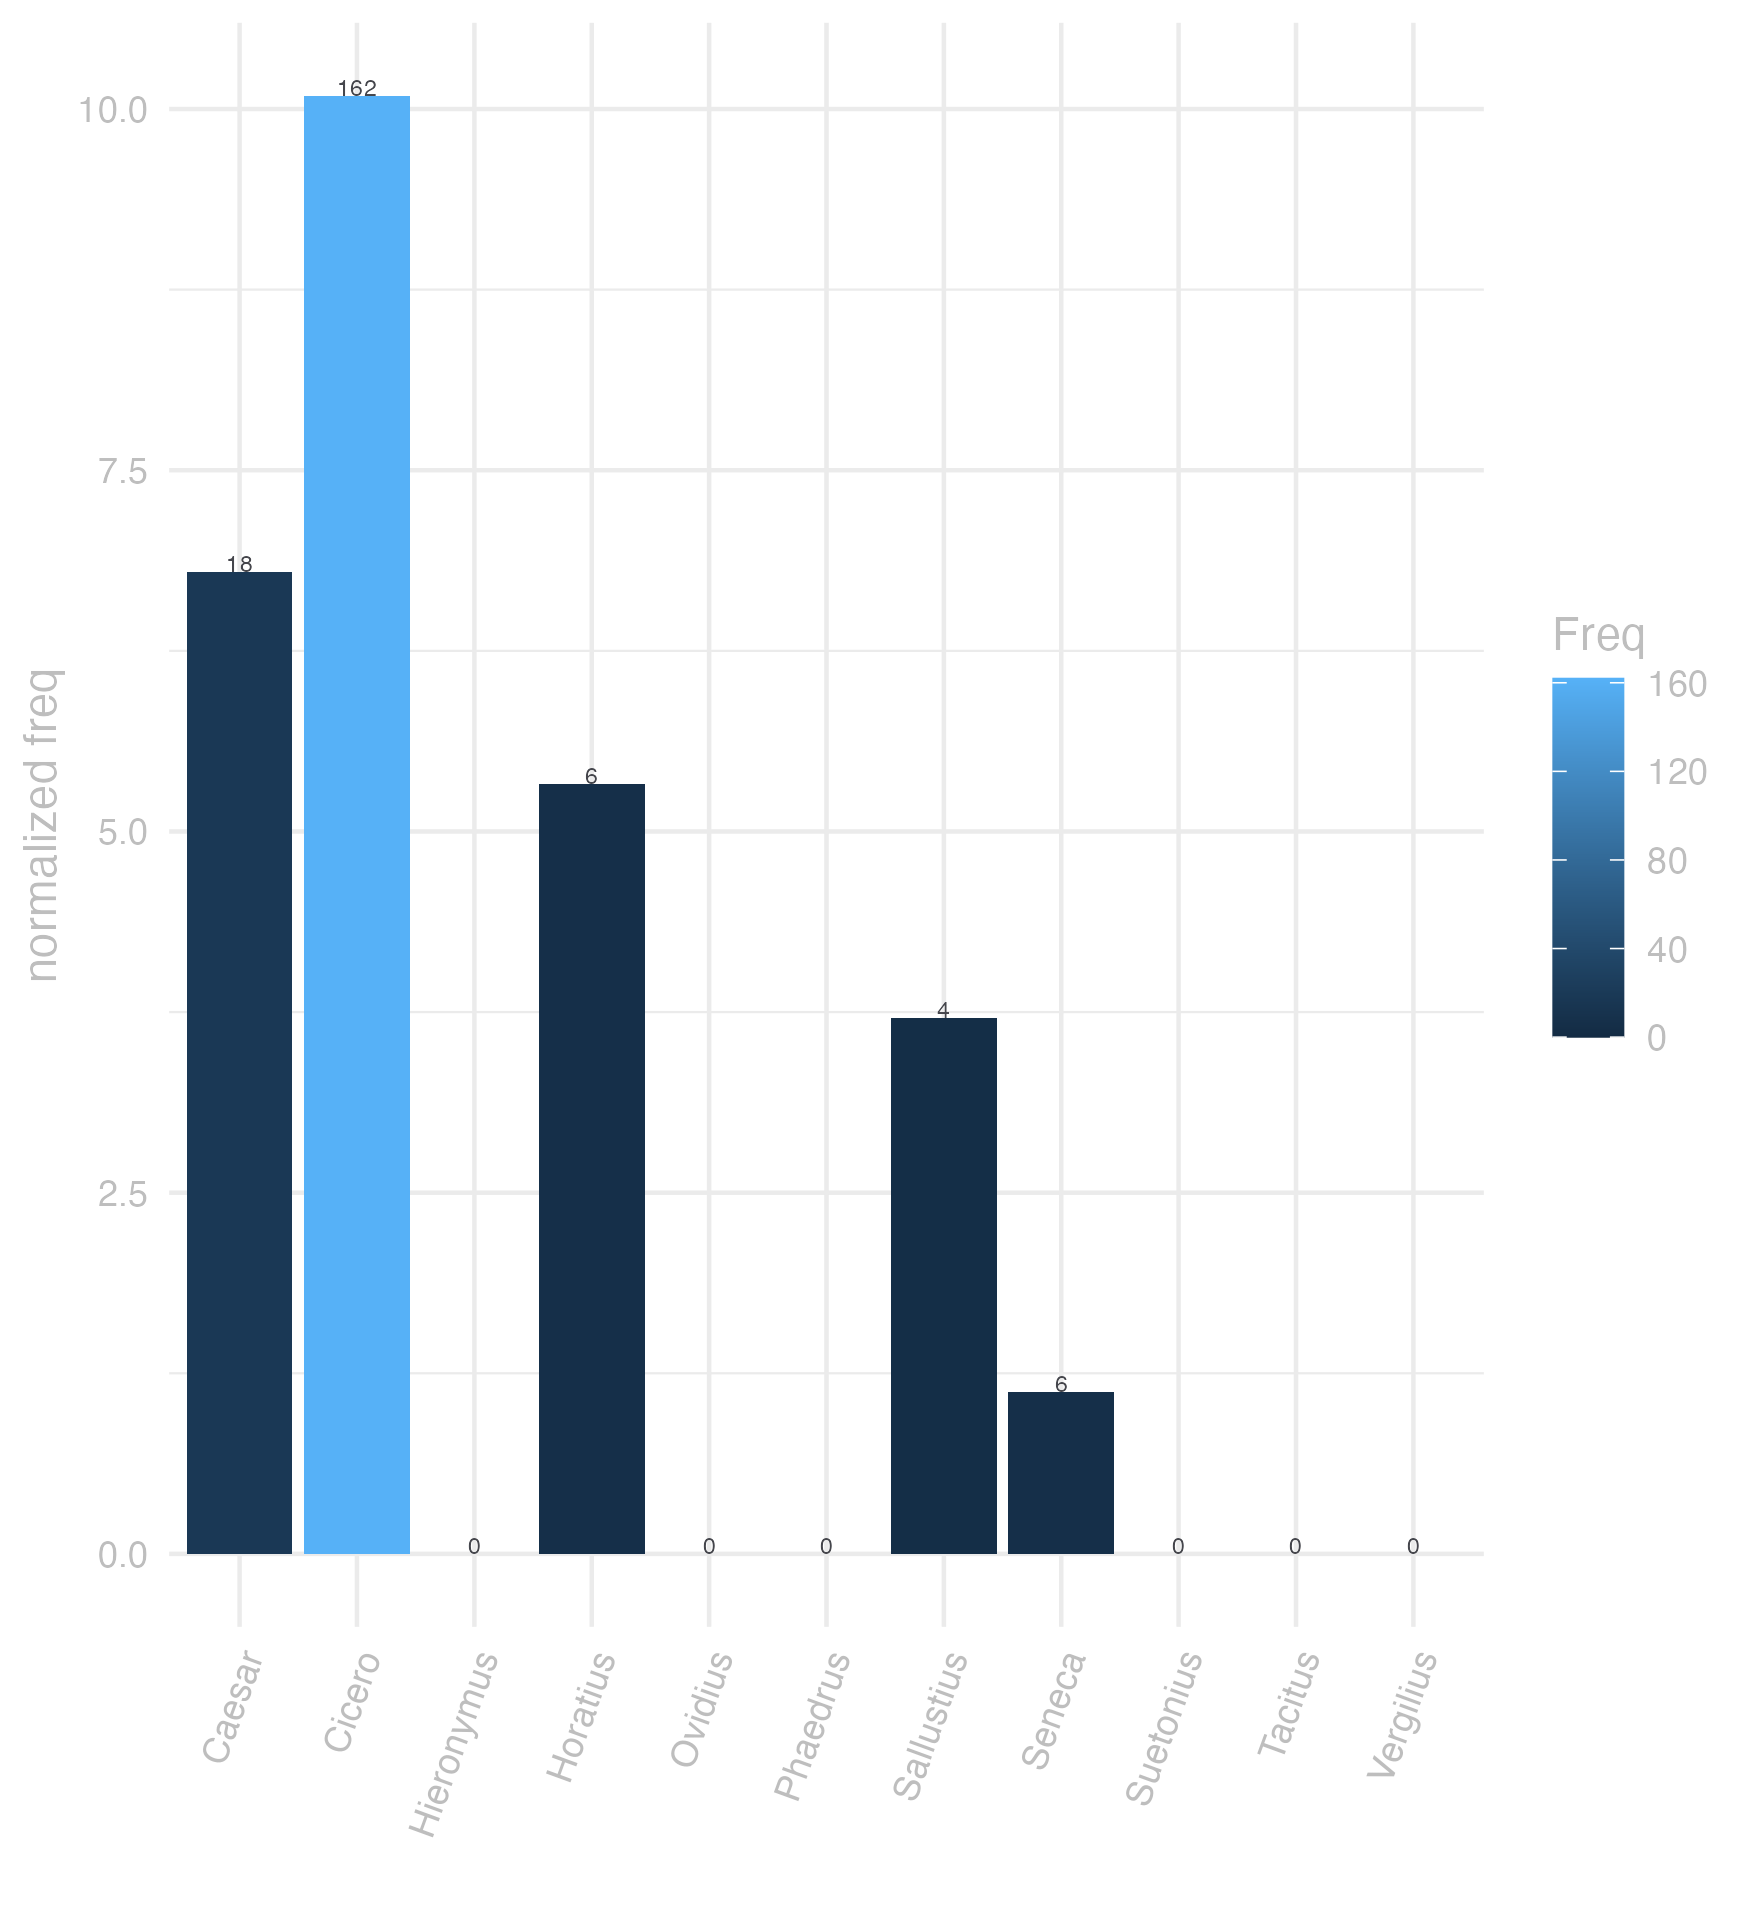 162
10.0
7.5
18
Freq
160
6
120
5.0
80
normalized freq
40
4
0
2.5
6
0.0
0
0
0
0
0
0
Caesar
Cicero
Hieronymus
Horatius
Ovidius
Phaedrus
Sallustius
Seneca
Suetonius
Tacitus
Vergilius